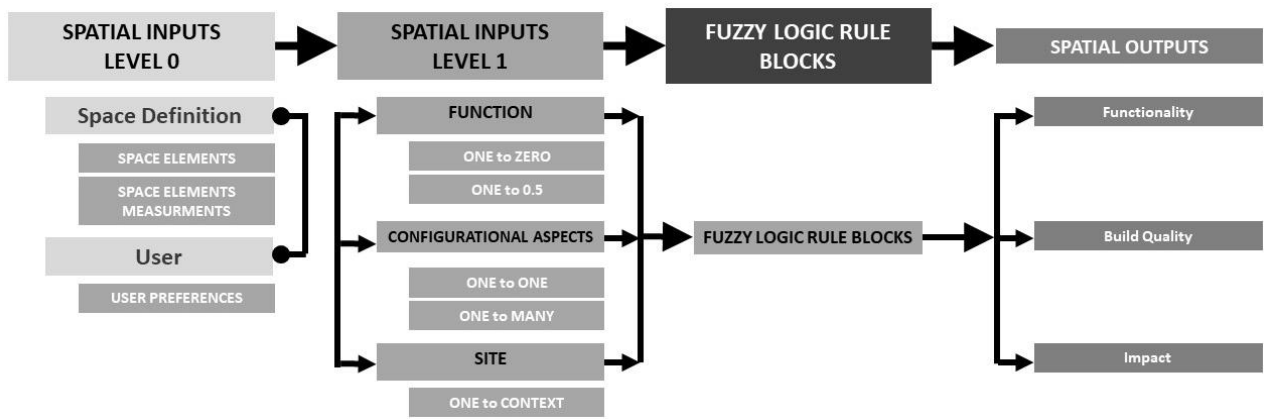 SPATIAL INPUTS
LEVEL 0
SPATIAL INPUTS
LEVEL 1
FUZZY LOGIC RULE
BLOCKS
SPATIAL OUTPUTS
Space Definition
SPACE ELEMENTS
SPACE ELEMENTS
MEASURMENTS
User
USER PREFERENCES
FUNCTION
ONE to ZERO
ONE to 0.5
CONFIGURATIONAL ASPECTS
ONE to ONE
ONE to MANY
SITE
ONE to CONTEXT
FUZZY LOGIC RULE BLOCKS
Functionality
Build Quality
Impact